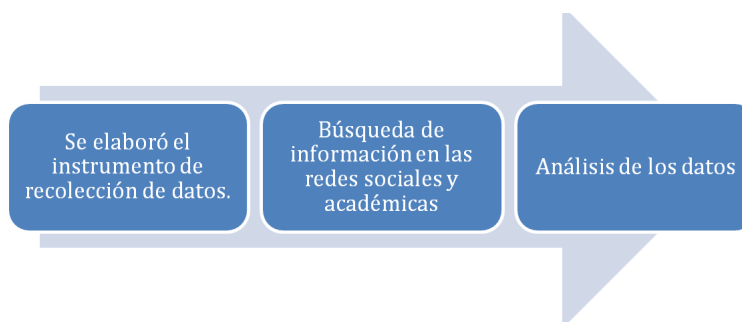 Se elaboró el
instrumento de
recolección de datos.
Búsqueda de
información en las
redes sociales y
académicas
Análisis de los datos